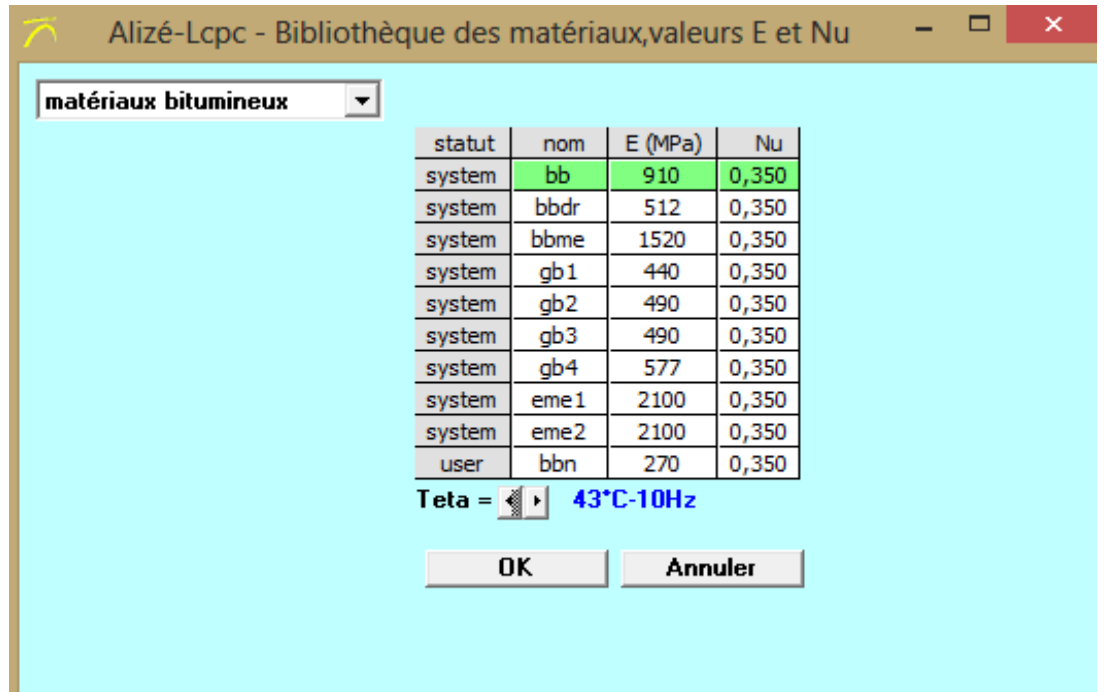 Alizé-Lcpc - Bibliothèque des matériaux,valeurs E et Nu
matériaux bitumineux
statut nom E (MPa) Nu
system bb 910 0,350
system bbdr 512 0,350
system bbme 1520 0,350
system gb1 440 0,350
system gb2 490 0,350
system gb3 490 0,350
system gb4 577 0,350
system eme1 2100 0,350
system eme2 2100 0,350
user bbn 270 0,350
Teta = 43°C-10Hz
OK Annuler